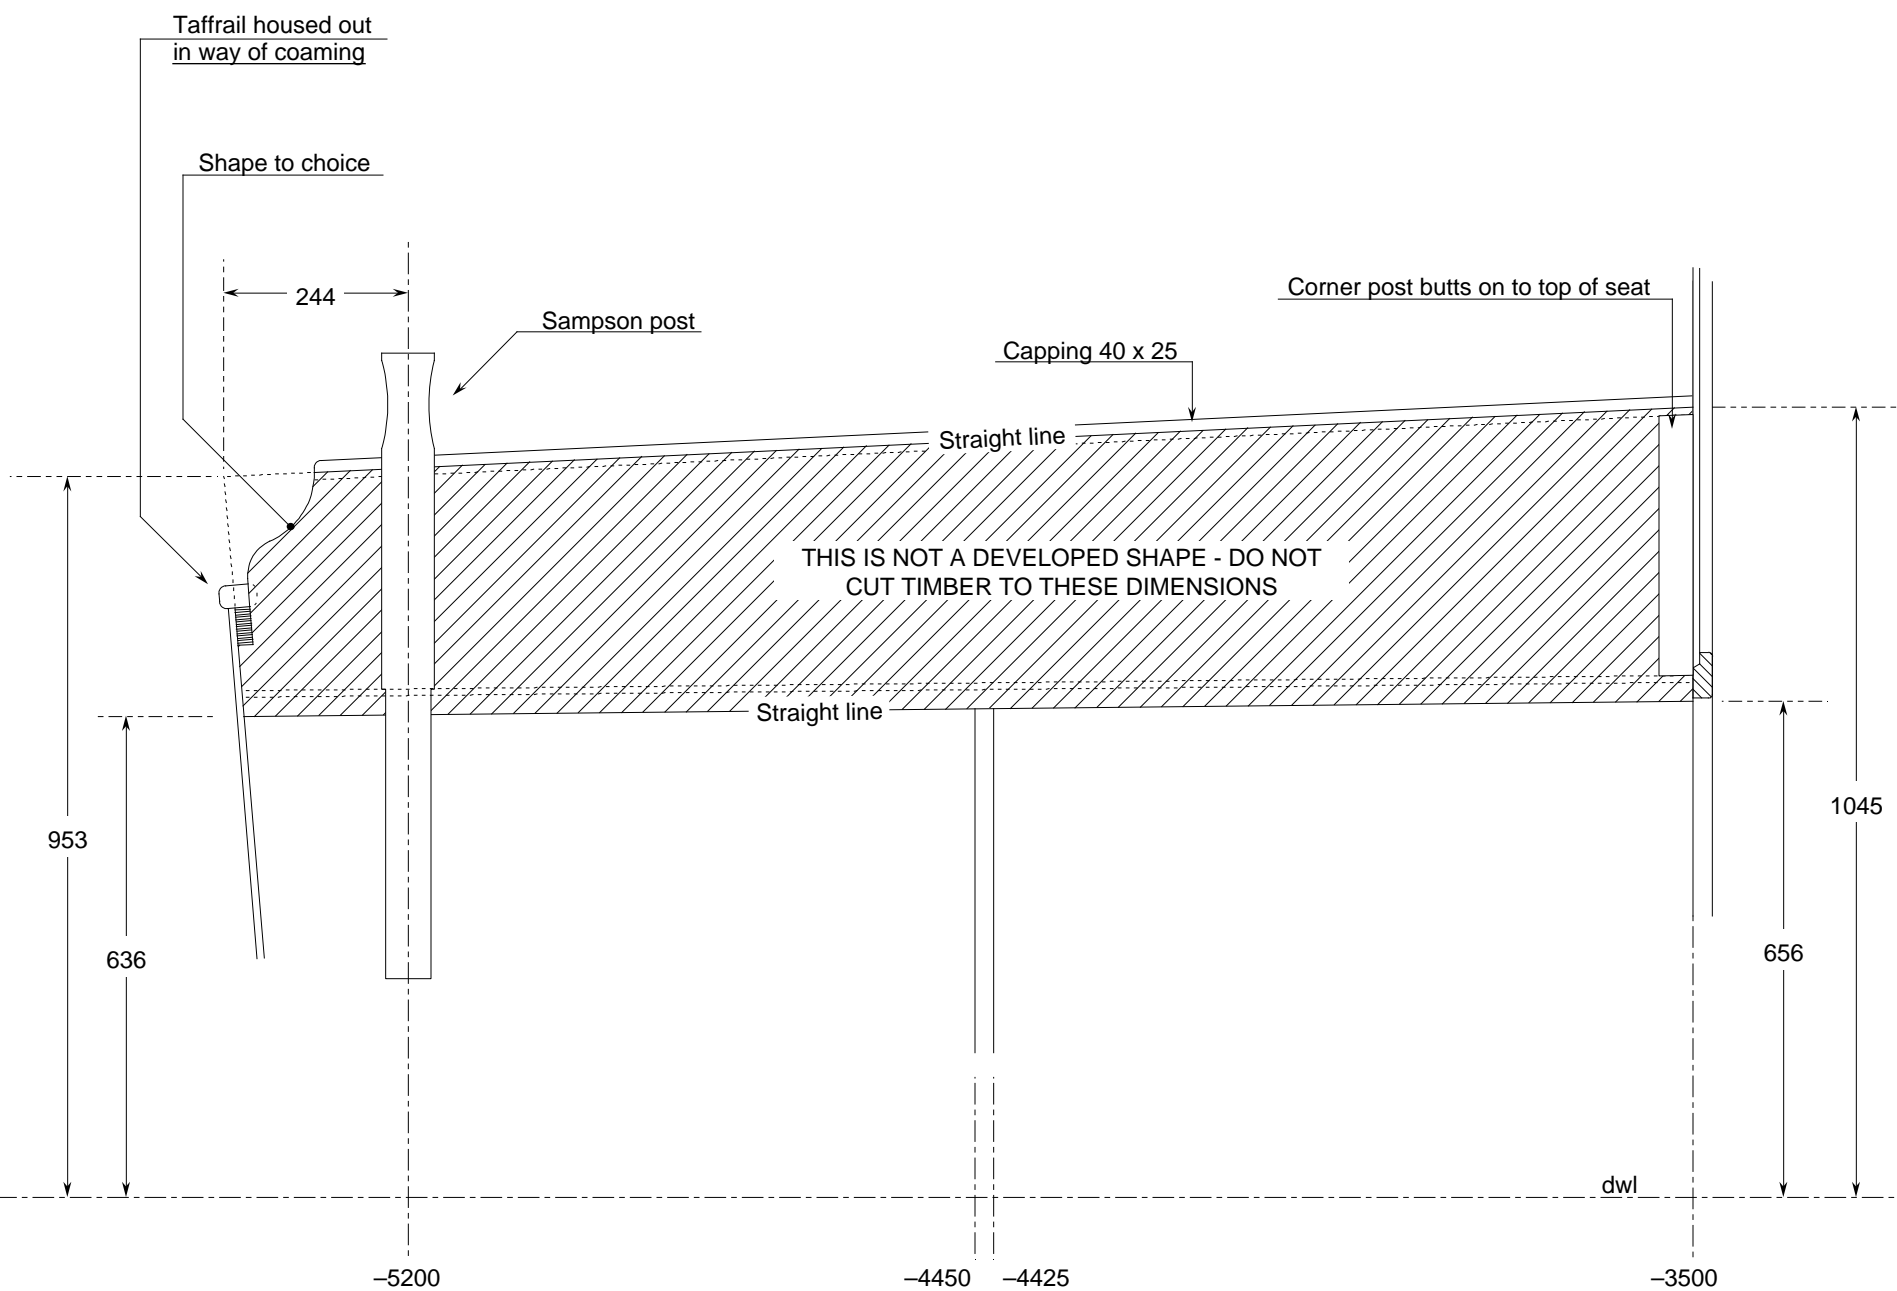 Taffrail housed out
in way of coaming
Shape to choice
244
Sampson post
Corner post butts on to top of seat
Capping 40 x 25
Straight line
THIS IS NOT A DEVELOPED SHAPE - DO NOT
CUT TIMBER TO THESE DIMENSIONS
Straight line
953
1045
636
656
dwl
–5200
–4450
–4425
–3500